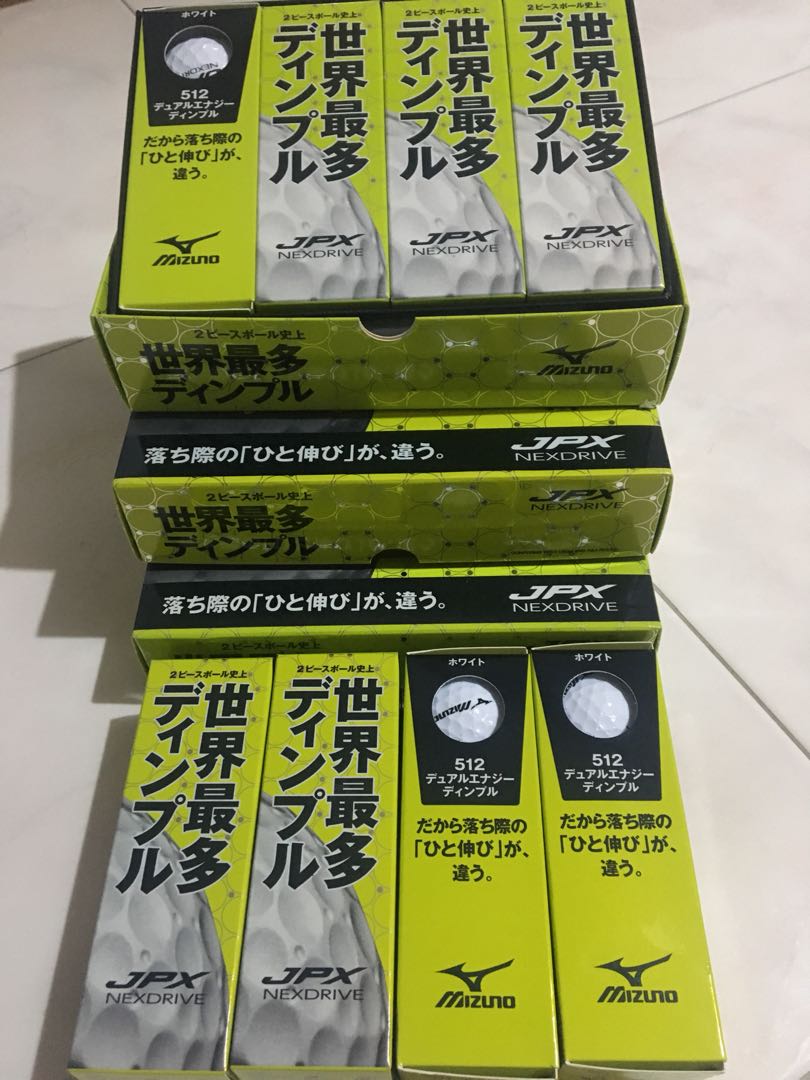 ホワイト
NEXDRIVE
512
デュアルエナジー
ディンプル
だから落ち際の
「ひと伸び」が、
違う。
MIZUNO
2ピースボール史上
世界最多
ディンプル
JPX
NEXDRIVE
2ピースボール史上
世界最多
ディンプル
JPX
NEXDRIVE
2ピースボール史上
世界最多
ディンプル
JPX
NEXDRIVE
2ピースボール史上
世界最多
ディンプル
MIZUNO
落ち際の「ひと伸び」が、違う。
JPX
NEXDRIVE
2ピースボール史上
世界最多
ディンプル
JPX
NEXDRIVE
落ち際の「ひと伸び」が、違う。
JPX
NEXDRIVE
2ピースボール史上
2ピースボール史上
世界最多
ディンプル
JPX
NEXDRIVE
2ピースボール史上
世界最多
ディンプル
JPX
NEXDRIVE
ホワイト
MIZUNO
512
デュアルエナジー
ディンプル
だから落ち際の
「ひと伸び」が、
違う。
MIZUNO
ホワイト
512
デュアルエナジー
ディンプル
だから落ち際の
「ひと伸び」が、
違う。
MIZUNO